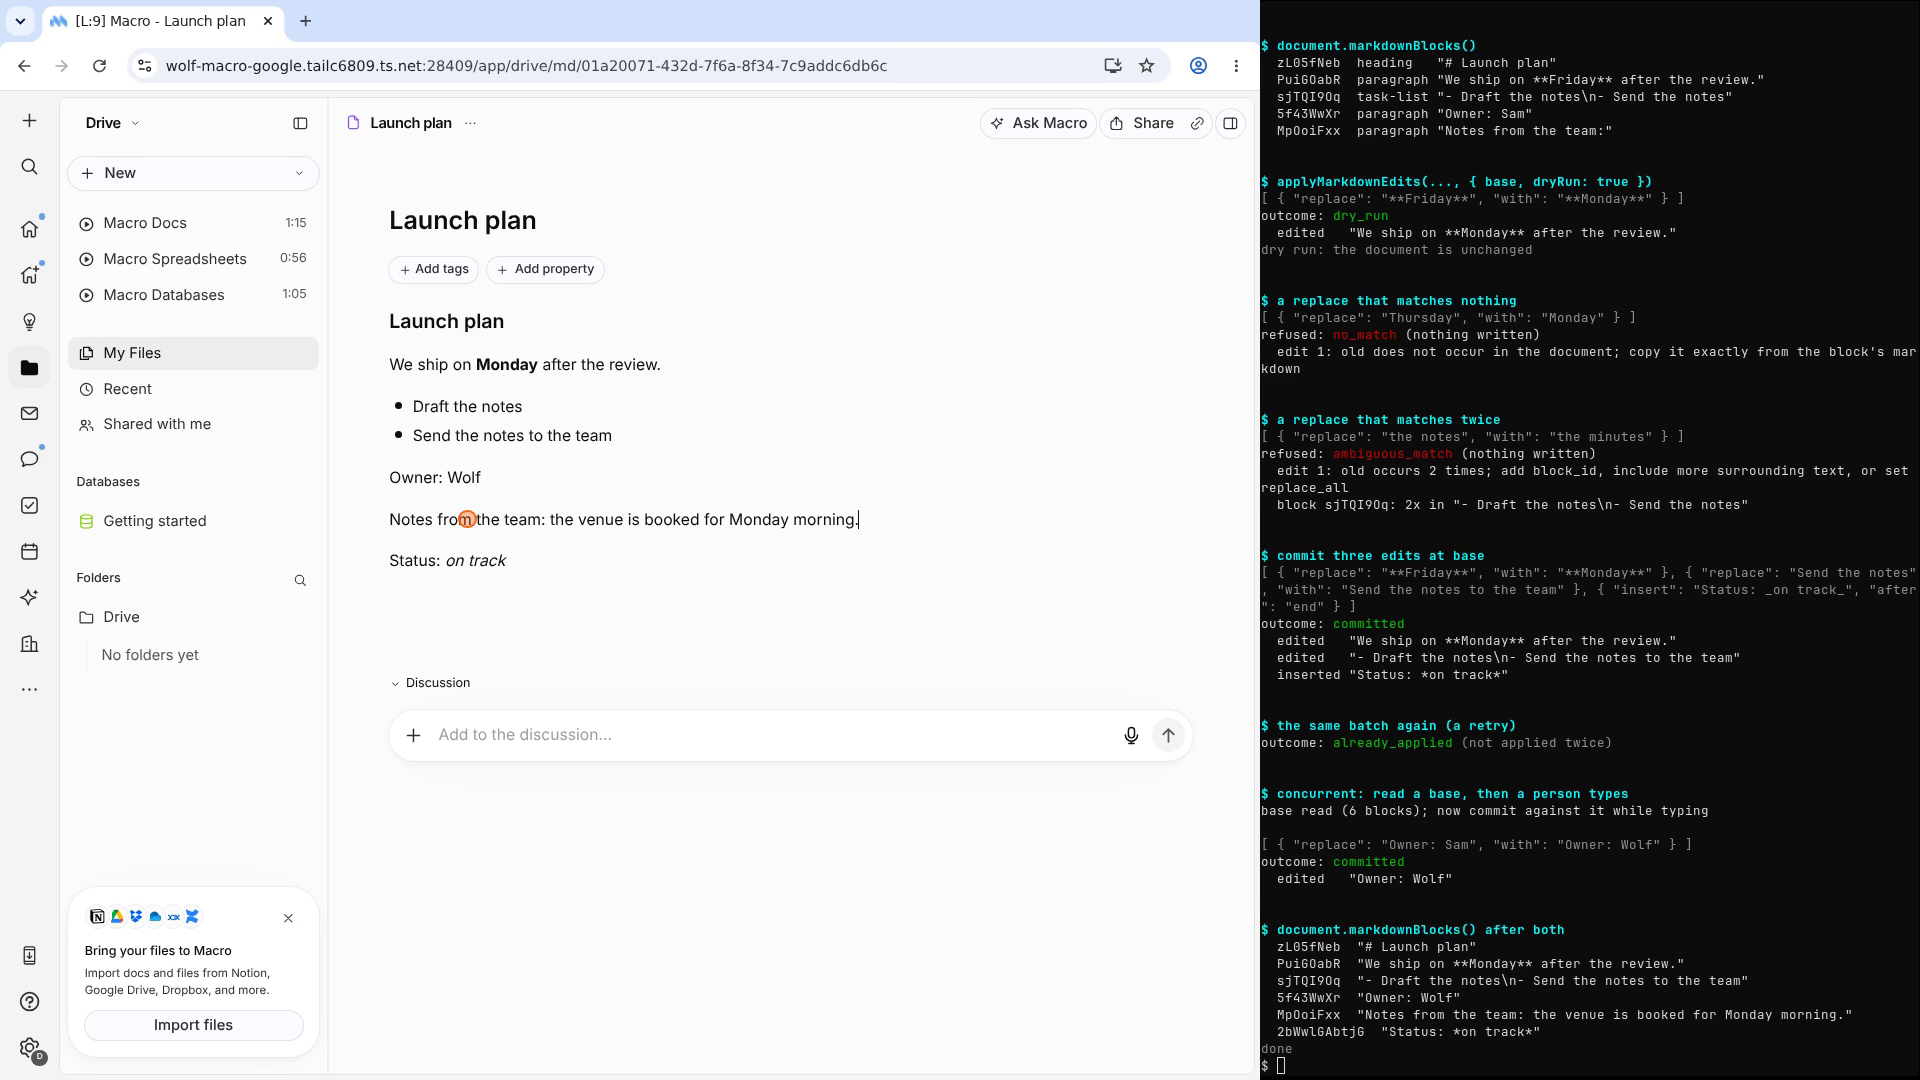 [L:9] Macro - Launch plan
wolf-macro-google.tailc6809.ts.net:28409/app/drive/md/01a20071-432d-7f6a-8f34-7c9addc6db6c
Drive
New
Macro Docs 1:15
Macro Spreadsheets 0:56
Macro Databases 1:05
My Files
Recent
Shared with me
Databases
Getting started
Folders
Drive
No folders yet
Bring your files to Macro
Import docs and files from Notion,
Google Drive, Dropbox, and more.
Import files
D
Launch plan ...
Ask Macro
Share
Launch plan
+ Add tags
+ Add property
Launch plan
We ship on Monday after the review.
• Draft the notes
• Send the notes to the team
Owner: Wolf
Notes from the team: the venue is booked for Monday morning.
Status: on track
Discussion
Add to the discussion...
$ document.markdownBlocks()
zL05fNeb heading "# Launch plan"
PuiGOabR paragraph "We ship on **Friday** after the review."
sjTQI9Oq task-list "- Draft the notes\n- Send the notes"
5f43WwXr paragraph "Owner: Sam"
MpOoiFxx paragraph "Notes from the team:"
$ applyMarkdownEdits(..., { base, dryRun: true })
[ { "replace": "**Friday**", "with": "**Monday**" } ]
outcome: dry_run
edited "We ship on **Monday** after the review."
dry run: the document is unchanged
$ a replace that matches nothing
[ { "replace": "Thursday", "with": "Monday" } ]
refused: no_match (nothing written)
edit 1: old does not occur in the document; copy it exactly from the block's mar
kdown
$ a replace that matches twice
[ { "replace": "the notes", "with": "the minutes" } ]
refused: ambiguous_match (nothing written)
edit 1: old occurs 2 times; add block_id, include more surrounding text, or set
replace_all
block sjTQI9Oq: 2x in "- Draft the notes\n- Send the notes"
$ commit three edits at base
[ { "replace": "**Friday**", "with": "**Monday**" }, { "replace": "Send the notes"
, "with": "Send the notes to the team" }, { "insert": "Status: _on track_", "after
": "end" } ]
outcome: committed
edited "We ship on **Monday** after the review."
edited "- Draft the notes\n- Send the notes to the team"
inserted "Status: *on track*"
$ the same batch again (a retry)
outcome: already_applied (not applied twice)
$ concurrent: read a base, then a person types
base read (6 blocks); now commit against it while typing
[ { "replace": "Owner: Sam", "with": "Owner: Wolf" } ]
outcome: committed
edited "Owner: Wolf"
$ document.markdownBlocks() after both
zL05fNeb "# Launch plan"
PuiGOabR "We ship on **Monday** after the review."
sjTQI9Oq "- Draft the notes\n- Send the notes to the team"
5f43WwXr "Owner: Wolf"
MpOoiFxx "Notes from the team: the venue is booked for Monday morning."
2bWwlGAbtjG "Status: *on track*"
done
$